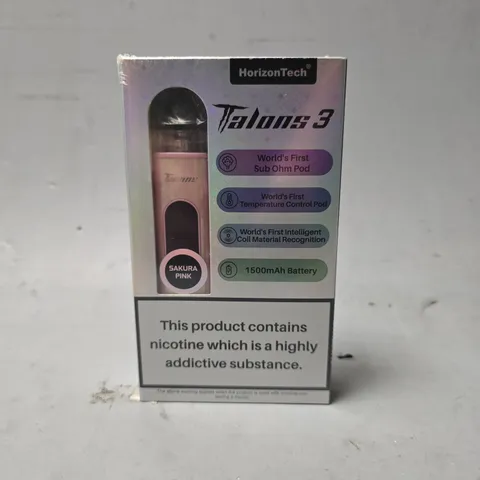 HorizonTech®
Talons 3
World's First
Sub Ohm Pod
World's First
Temperature Control Pod
World's First Intelligent
Coil Material Recognition
1500mAh Battery
Talons
SAKURA
PINK
This product contains
nicotine which is a highly
addictive substance.